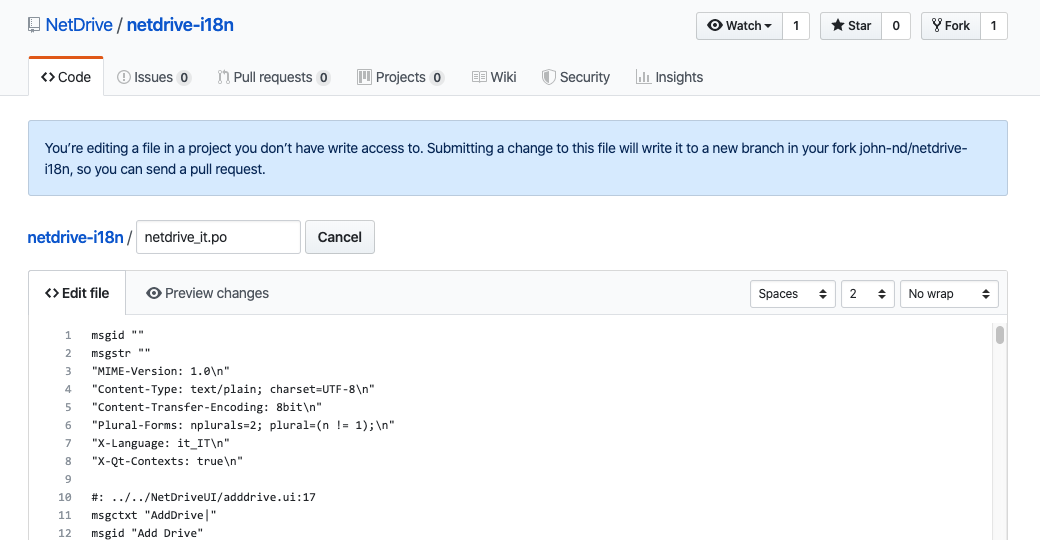 NetDrive / netdrive-i18n
Watch 1 Star 0 Fork 1
Code Issues 0 Pull requests 0 Projects 0 Wiki Security Insights
You’re editing a file in a project you don’t have write access to. Submitting a change to this file will write it to a new branch in your fork john-nd/netdrive-
i18n, so you can send a pull request.
netdrive-i18n / netdrive_it.po Cancel
<> Edit file Preview changes Spaces 2 No wrap
1 msgid ""
2 msgstr ""
3 "MIME-Version: 1.0\n"
4 "Content-Type: text/plain; charset=UTF-8\n"
5 "Content-Transfer-Encoding: 8bit\n"
6 "Plural-Forms: nplurals=2; plural=(n != 1);\n"
7 "X-Language: it_IT\n"
8 "X-Qt-Contexts: true\n"
9
10 #: ../../NetDriveUI/adddrive.ui:17
11 msgctxt "AddDrive|"
12 msgid "Add Drive"